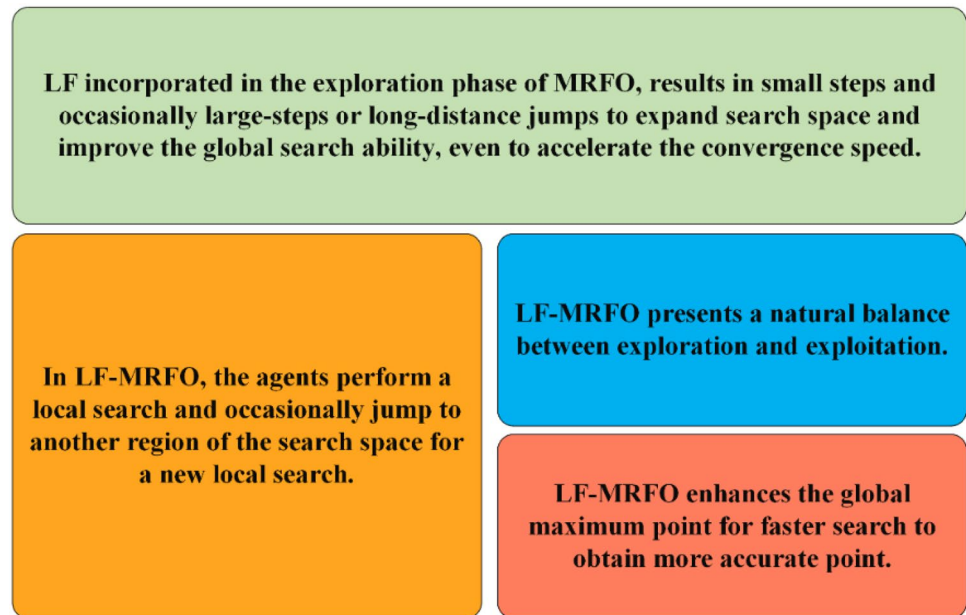 LF incorporated in the exploration phase of MRFO, results in small steps and
occasionally large-steps or long-distance jumps to expand search space and
improve the global search ability, even to accelerate the convergence speed.
In LF-MRFO, the agents perform a
local search and occasionally jump to
another region of the search space for
a new local search.
LF-MRFO presents a natural balance
between exploration and exploitation.
LF-MRFO enhances the global
maximum point for faster search to
obtain more accurate point.